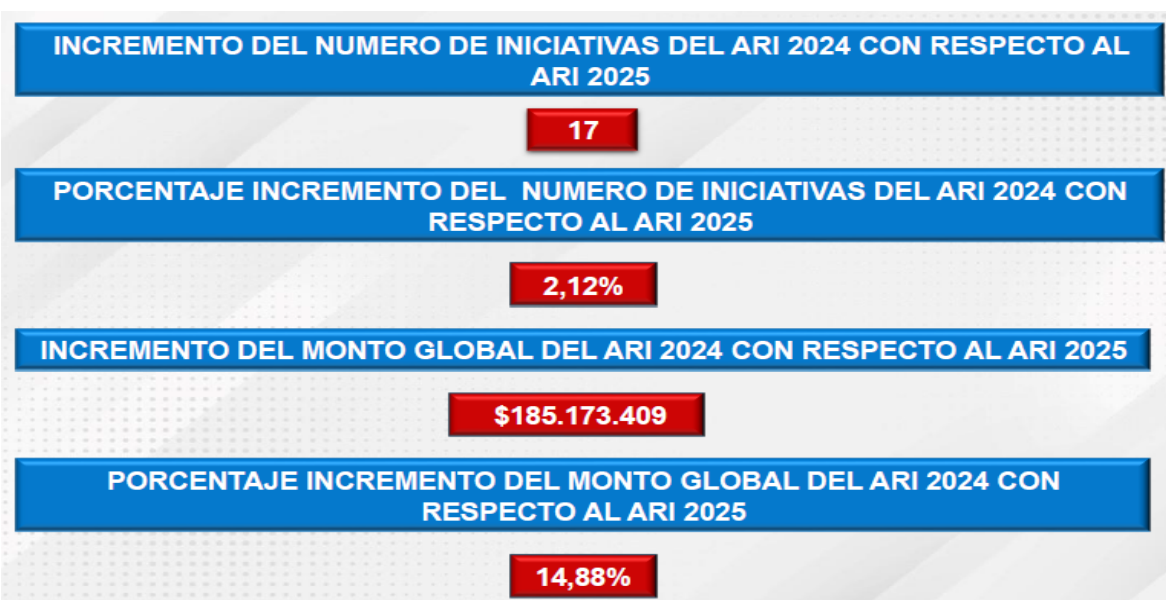 INCREMENTO DEL NUMERO DE INICIATIVAS DEL ARI 2024 CON RESPECTO AL
ARI 2025
17
PORCENTAJE INCREMENTO DEL NUMERO DE INICIATIVAS DEL ARI 2024 CON
RESPECTO AL ARI 2025
2,12%
INCREMENTO DEL MONTO GLOBAL DEL ARI 2024 CON RESPECTO AL ARI 2025
$185.173.409
PORCENTAJE INCREMENTO DEL MONTO GLOBAL DEL ARI 2024 CON
RESPECTO AL ARI 2025
14,88%